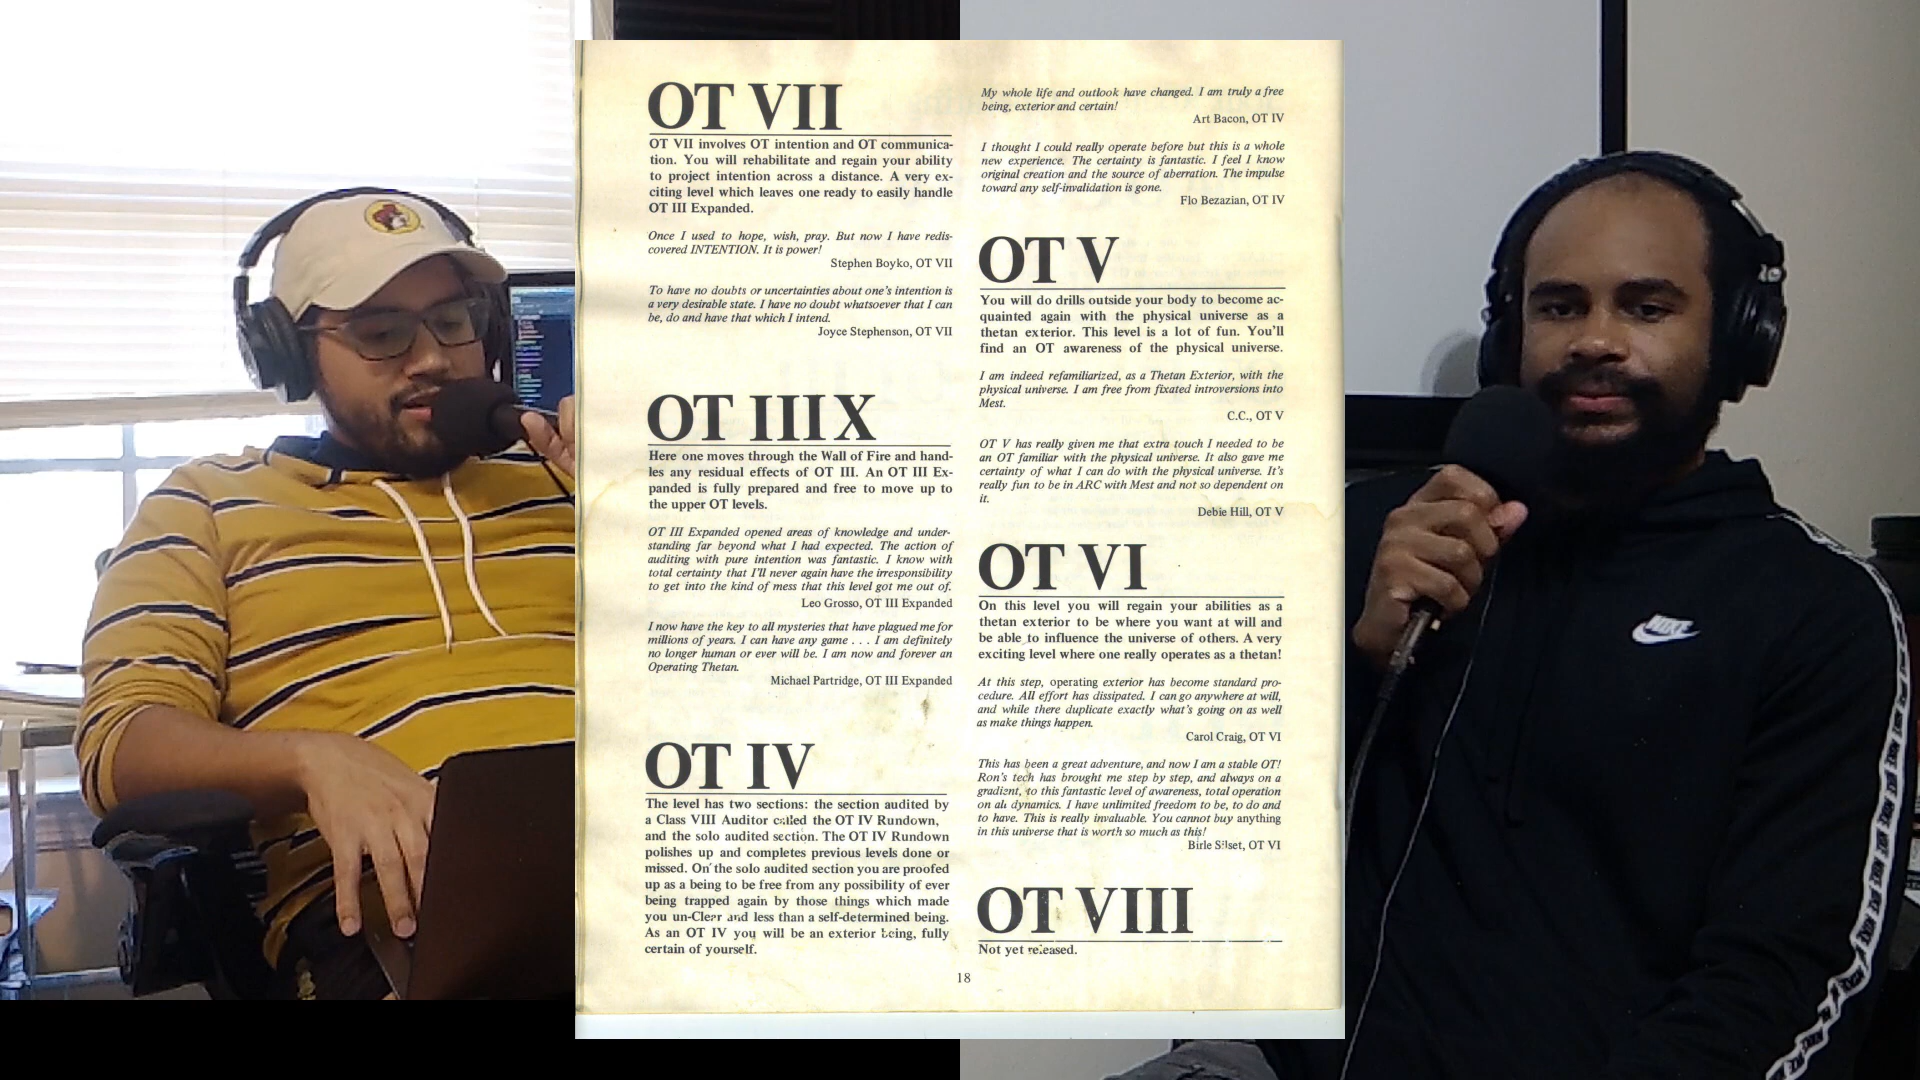 OT VII
OT VII involves OT intention and OT communica-
tion. You will rehabilitate and regain your ability
to project intention across a distance. A very ex-
citing level which leaves one ready to easily handle
OT III Expanded.
Once I used to hope, wish, pray. But now I have redis-
covered INTENTION. It is power!
Stephen Boyko, OT VII
To have no doubts or uncertainties about one's intention is
a very desirable state. I have no doubt whatsoever that I can
be, do and have that which I intend.
Joyce Stephenson, OT VII
OT III X
Here one moves through the Wall of Fire and hand-
les any residual effects of OT III. An OT III Ex-
panded is fully prepared and free to move up to
the upper OT levels.
OT III Expanded opened areas of knowledge and under-
standing far beyond what I had expected. The action of
auditing with pure intention was fantastic. I know with
total certainty that I'll never again have the irresponsibility
to get into the kind of mess that this level got me out of.
Leo Grosso, OT III Expanded
I now have the key to all mysteries that have plagued me for
millions of years. I can have any game . . . I am definitely
no longer human or ever will be. I am now and forever an
Operating Thetan.
Michael Partridge, OT III Expanded
OT IV
The level has two sections: the section audited by
a Class VIII Auditor called the OT IV Rundown,
and the solo audited section. The OT IV Rundown
polishes up and completes previous levels done or
missed. On the solo audited section you are proofed
up as a being to be free from any possibility of ever
being trapped again by those things which made
you un-Clear and less than a self-determined being.
As an OT IV you will be an exterior being, fully
certain of yourself.
My whole life and outlook have changed. I am truly a free
being, exterior and certain!
Art Bacon, OT IV
I thought I could really operate before but this is a whole
new experience. The certainty is fantastic. I feel I know
original creation and the source of aberration. The impulse
toward any self-invalidation is gone.
Flo Bezazian, OT IV
OT V
You will do drills outside your body to become ac-
quainted again with the physical universe as a
thetan exterior. This level is a lot of fun. You'll
find an OT awareness of the physical universe.
I am indeed refamiliarized, as a Thetan Exterior, with the
physical universe. I am free from fixated introversions into
Mest.
C.C., OT V
OT V has really given me that extra touch I needed to be
an OT familiar with the physical universe. It also gave me
certainty of what I can do with the physical universe. It's
really fun to be in ARC with Mest and not so dependent on
it.
Debie Hill, OT V
OT VI
On this level you will regain your abilities as a
thetan exterior to be where you want at will and
be able to influence the universe of others. A very
exciting level where one really operates as a thetan!
At this step, operating exterior has become standard pro-
cedure. All effort has dissipated. I can go anywhere at will,
and while there duplicate exactly what's going on as well
as make things happen.
Carol Craig, OT VI
This has been a great adventure, and now I am a stable OT!
Ron's tech has brought me step by step, and always on a
gradient, to this fantastic level of awareness, total operation
on all dynamics. I have unlimited freedom to be, to do and
to have. This is really invaluable. You cannot buy anything
in this universe that is worth so much as this!
Birle, OT VI
OT VIII
Not yet released.
18
NIKE